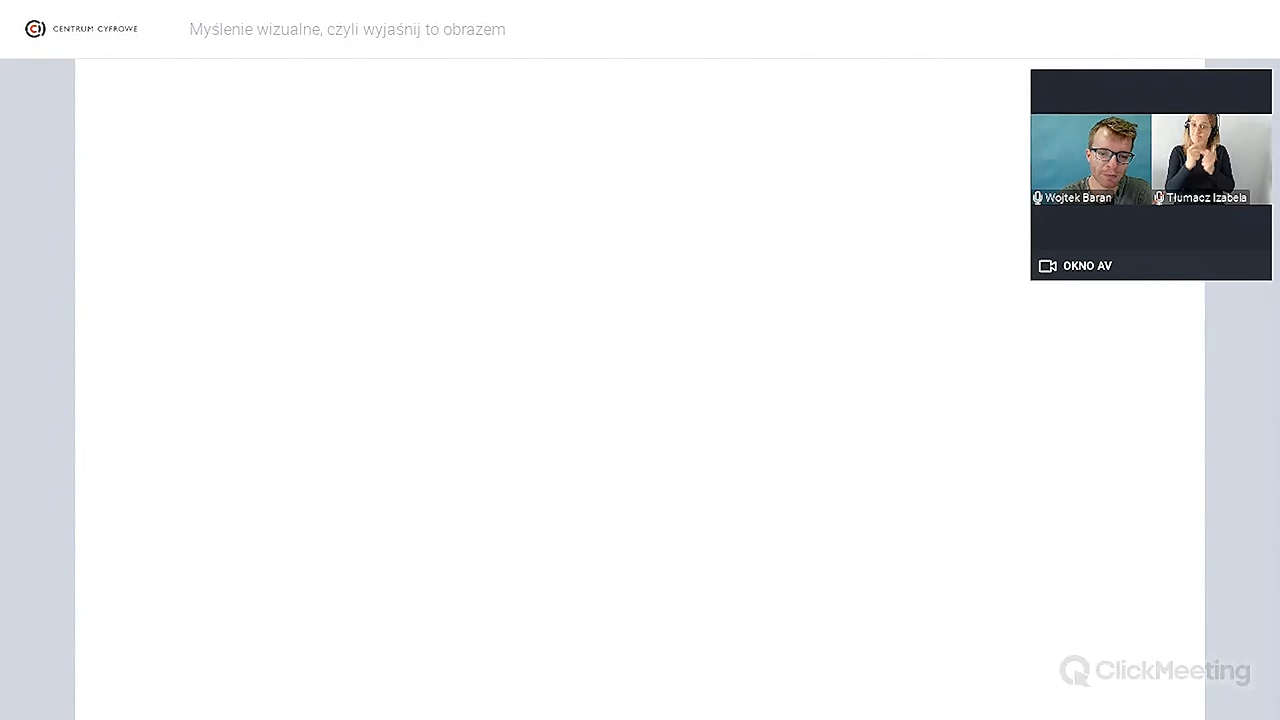 CENTRUM CYFROWE
Myślenie wizualne, czyli wyjaśnij to obrazem
Wojtek Baran
Tłumacz Izabela
OKNO AV
ClickMeeting